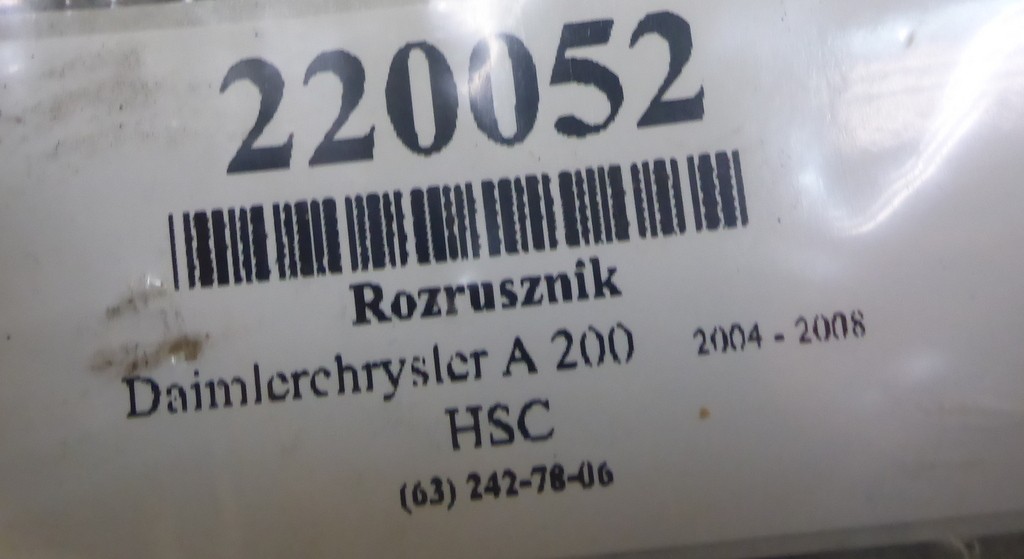 220052
Rozrusznik
Daimlerchrysler A 200 2004 - 2008
HSC
(63) 242-78-06